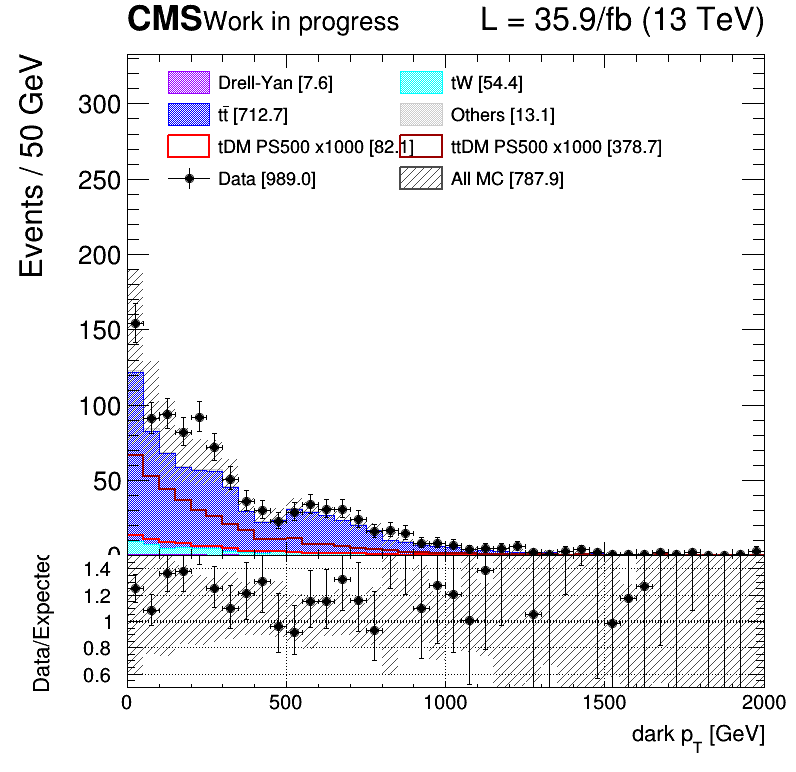 CMS Work in progress L = 35.9/fb (13 TeV)
Events / 50 GeV
Drell-Yan [7.6] tW [54.4]
tt̄ [712.7] Others [13.1]
tDM PS500 x1000 [82.1] ttDM PS500 x1000 [378.7]
Data [989.0] All MC [787.9]
300
250
200
150
100
50
0
Data/Expected
1.4
1.2
1
0.8
0.6
0 500 1000 1500 2000
dark p_T [GeV]